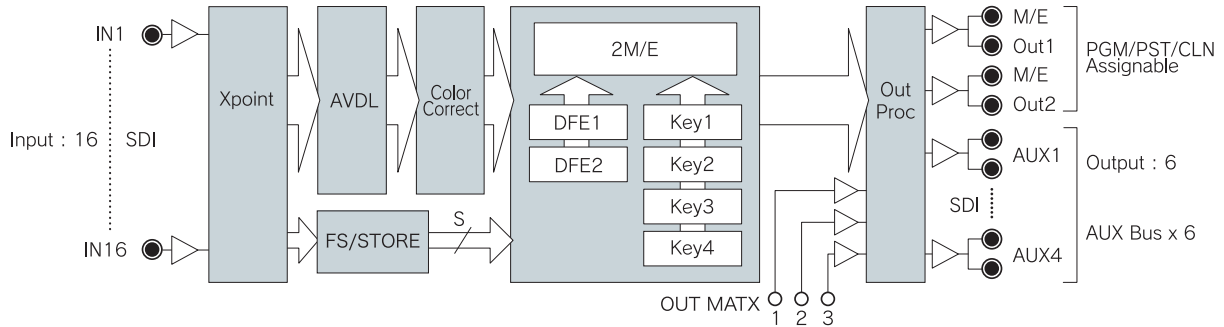 IN1
Input : 16
SDI
IN16
Xpoint
AVDL
Color
Correct
FS/STORE
S
2M/E
DFE1
DFE2
Key1
Key2
Key3
Key4
OUT MATX
1
2
3
Out
Proc
M/E
Out1
M/E
Out2
PGM/PST/CLN
Assignable
AUX1
SDI
AUX4
Output : 6
AUX Bus x 6